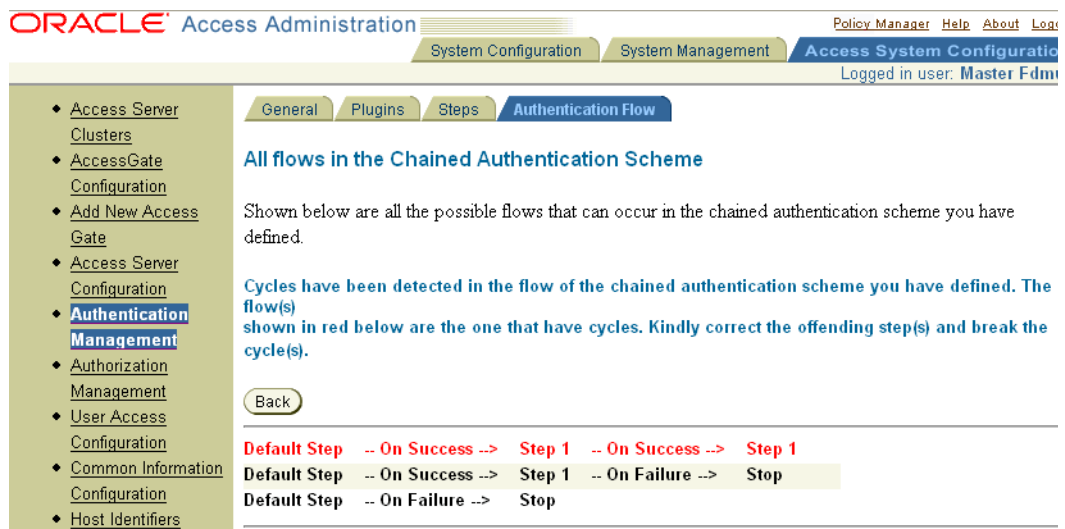 ORACLE Access Administration
Policy Manager Help About Logo
System Configuration System Management Access System Configuratio
Logged in user: Master Fdm
Access Server
Clusters
AccessGate
Configuration
Add New Access
Gate
Access Server
Configuration
Authentication
Management
Authorization
Management
User Access
Configuration
Common Information
Configuration
Host Identifiers
General Plugins Steps Authentication Flow
All flows in the Chained Authentication Scheme
Shown below are all the possible flows that can occur in the chained authentication scheme you have
defined.
Cycles have been detected in the flow of the chained authentication scheme you have defined. The
flow(s)
shown in red below are the one that have cycles. Kindly correct the offending step(s) and break the
cycle(s).
Back
Default Step -- On Success --> Step 1 -- On Success --> Step 1
Default Step -- On Success --> Step 1 -- On Failure --> Stop
Default Step -- On Failure --> Stop